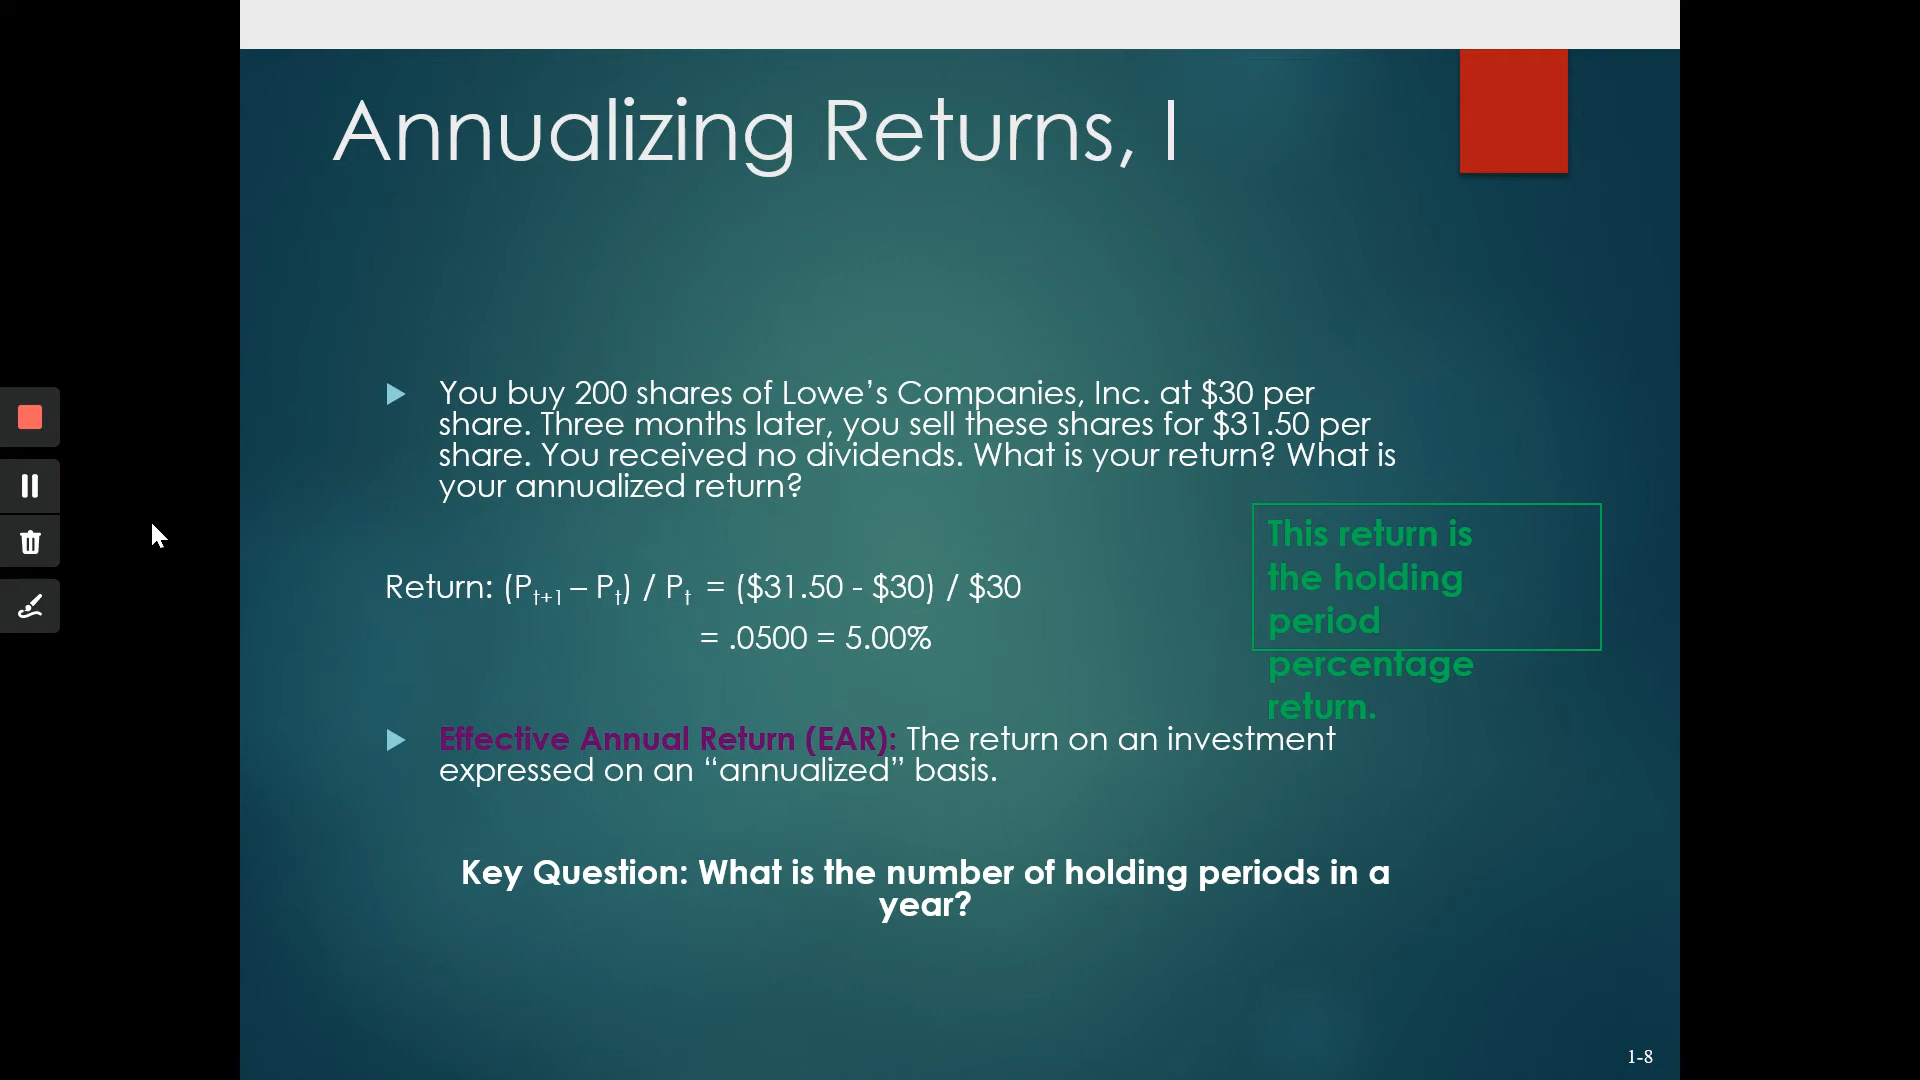 Annualizing Returns, I
You buy 200 shares of Lowe’s Companies, Inc. at $30 per
share. Three months later, you sell these shares for $31.50 per
share. You received no dividends. What is your return? What is
your annualized return?
Return: (Pt+1 – Pt) / Pt = ($31.50 - $30) / $30
= .0500 = 5.00%
This return is
the holding
period
percentage
return.
Effective Annual Return (EAR): The return on an investment
expressed on an “annualized” basis.
Key Question: What is the number of holding periods in a
year?
1-8